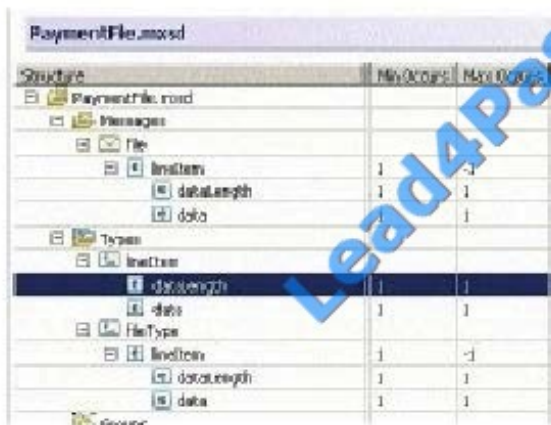 PaymentFile.mxsd
Structure Min Occurs Max Occurs
PaymentFile.mxsd
Messages
File
lineItem 1 -1
dataLength 1 1
data 1 1
Types
lineItem
dataLength 1 1
data 1 1
FileType
lineItem 1 -1
dataLength 1 1
data 1 1
Groups
Lead4Pas